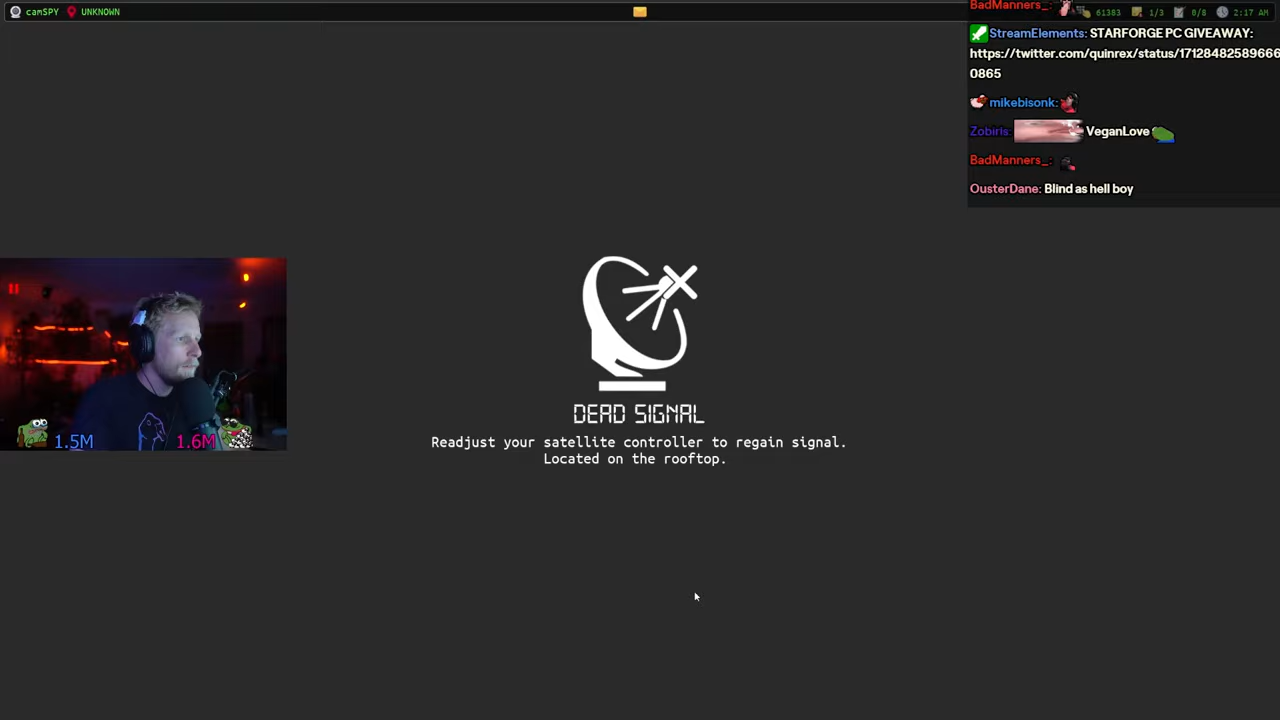 camSPY UNKNOWN
61383 1/3 0/8 2:17 AM
BadManners_:
StreamElements: STARFORGE PC GIVEAWAY:
https://twitter.com/quinrex/status/17128482589666
0865
mikebisonk:
Zobiris: VeganLove
BadManners_:
OusterDane: Blind as hell boy
1.5M 1.6M
DEAD SIGNAL
Readjust your satellite controller to regain signal.
Located on the rooftop.